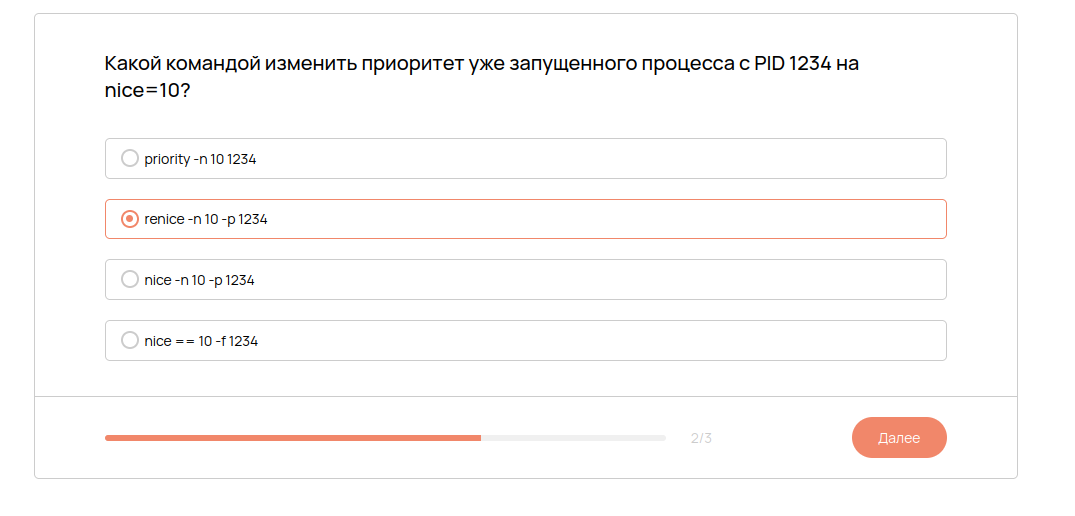 Какой командой изменить приоритет уже запущенного процесса с PID 1234 на
nice=10?
priority -n 10 1234
renice -n 10 -p 1234
nice -n 10 -p 1234
nice == 10 -f 1234
2/3
Далее